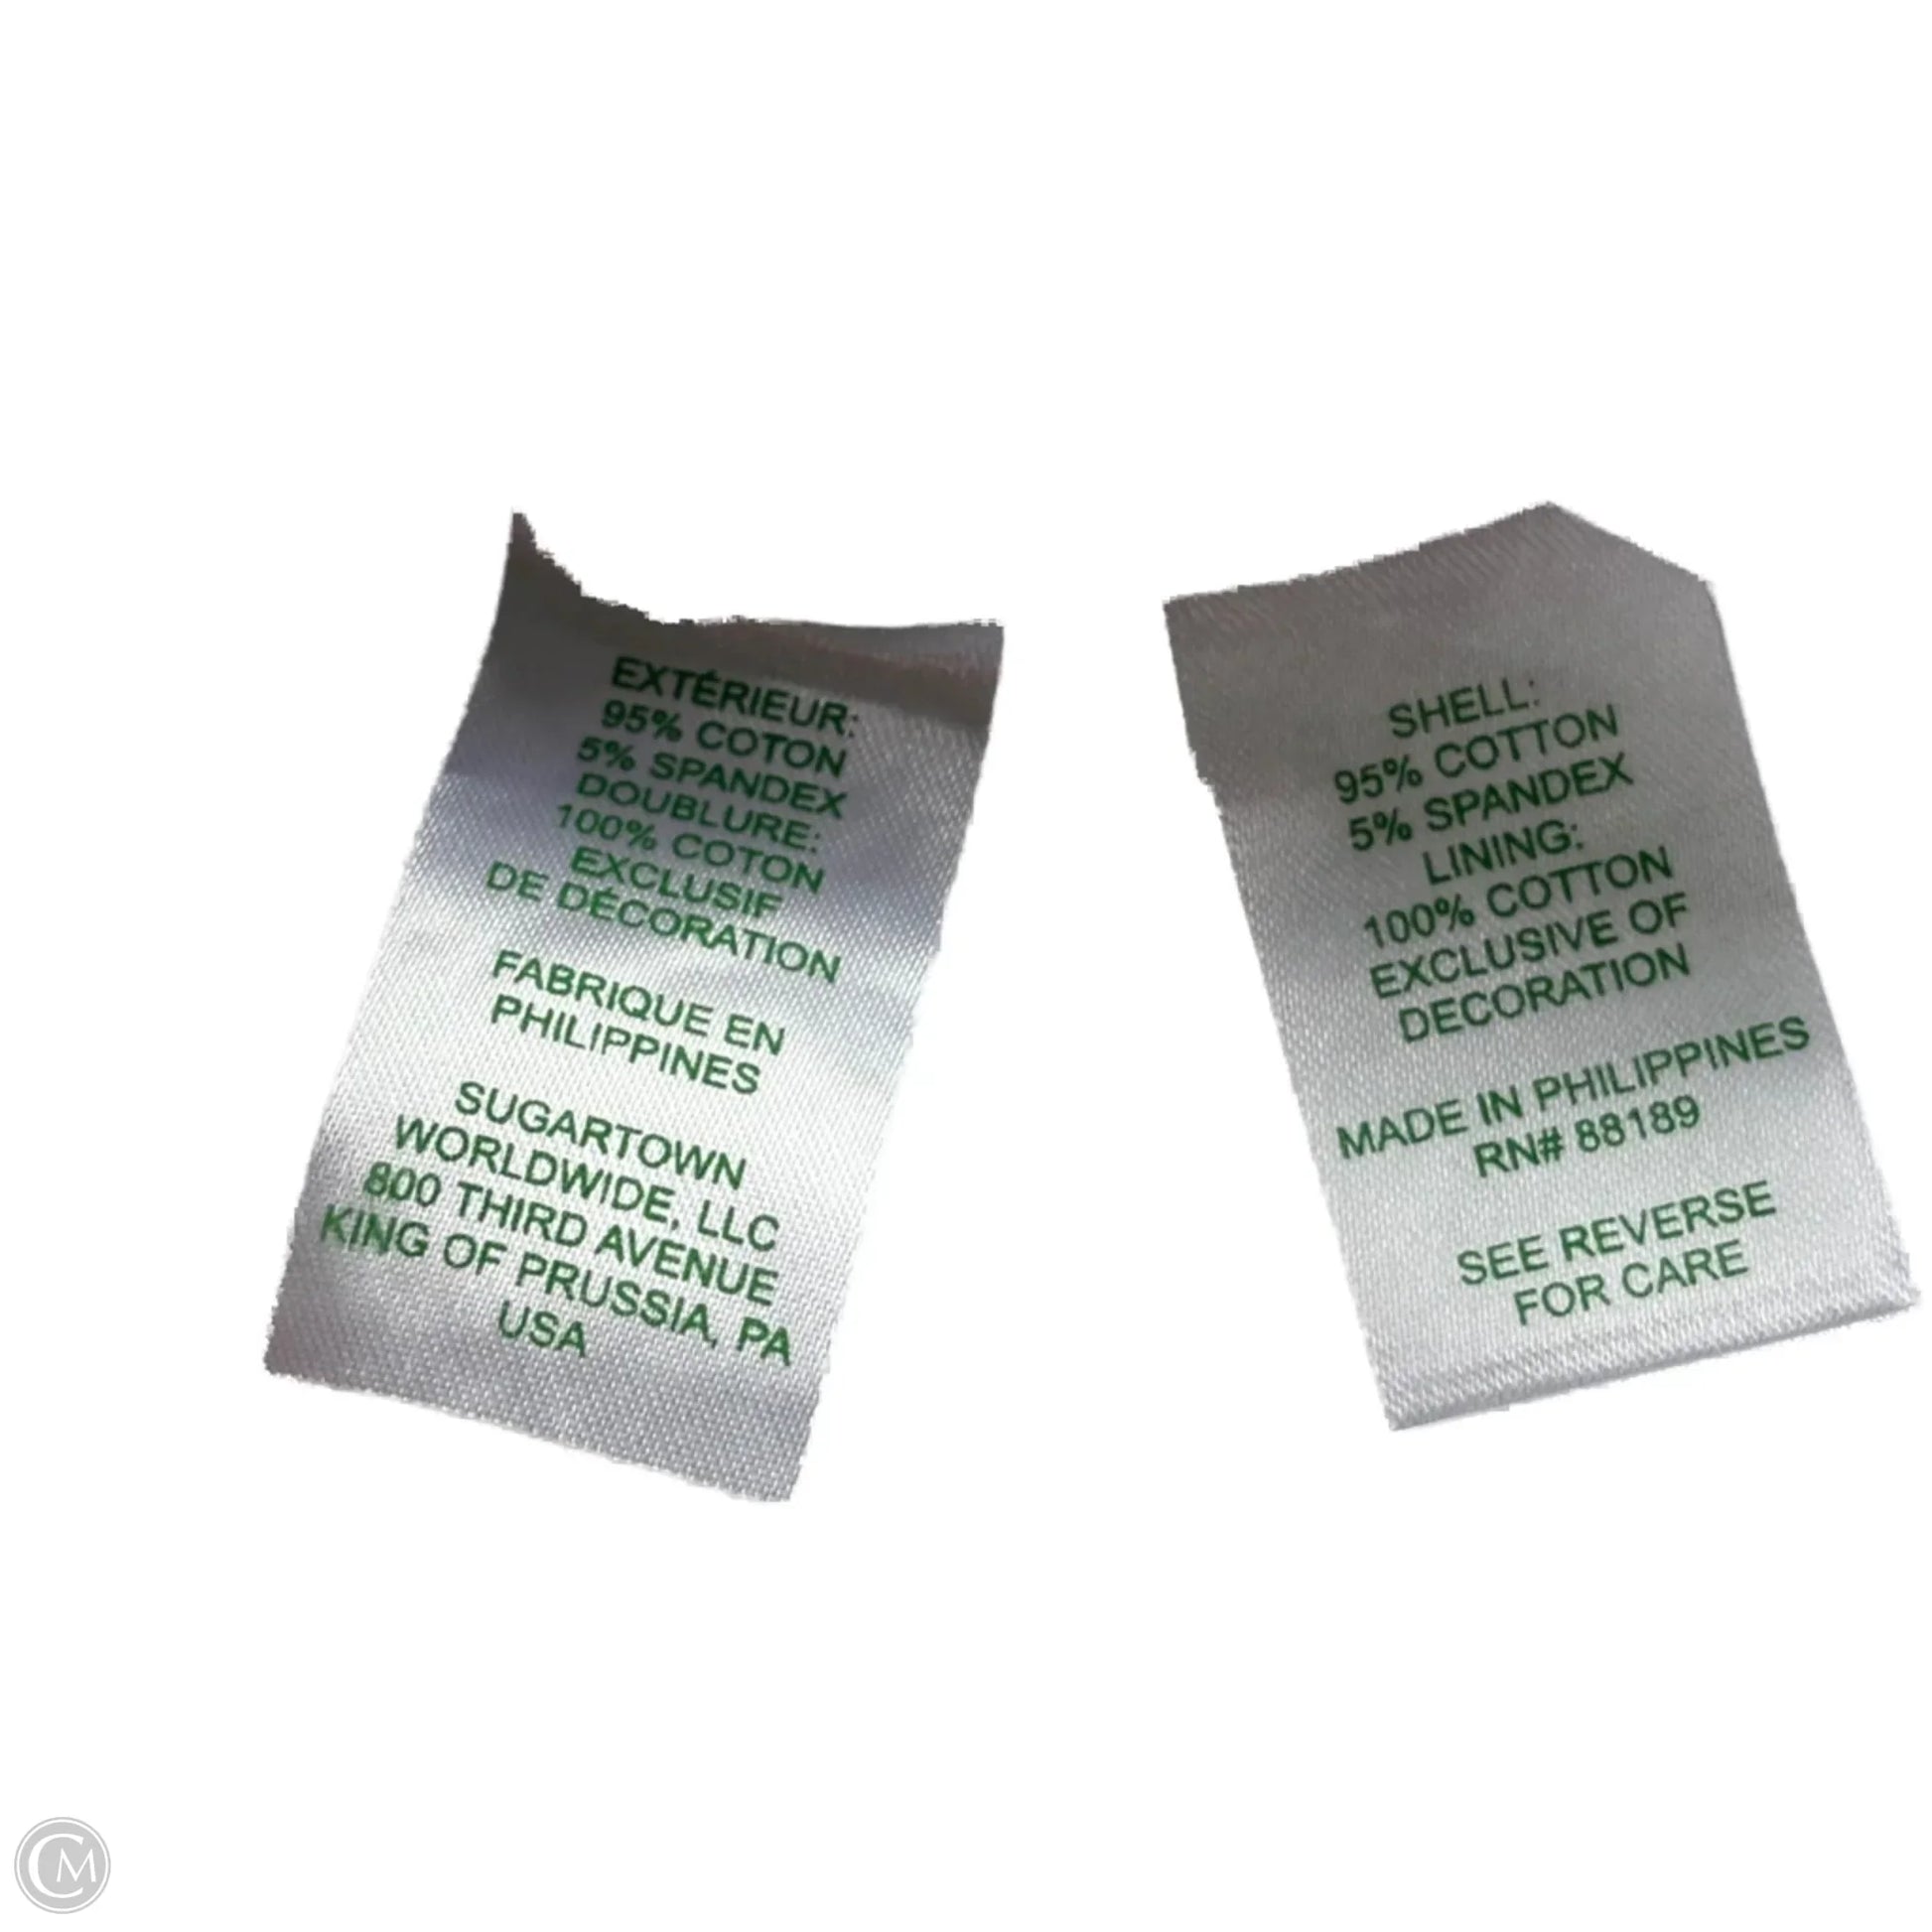 EXTÉRIEUR:
95% COTON
5% SPANDEX
DOUBLURE:
100% COTON
EXCLUSIF
DE DÉCORATION
FABRIQUE EN
PHILIPPINES
SUGARTOWN
WORLDWIDE, LLC
800 THIRD AVENUE
KING OF PRUSSIA, PA
USA
SHELL:
95% COTTON
5% SPANDEX
LINING:
100% COTTON
EXCLUSIVE OF
DECORATION
MADE IN PHILIPPINES
RN# 88189
SEE REVERSE
FOR CARE
CM